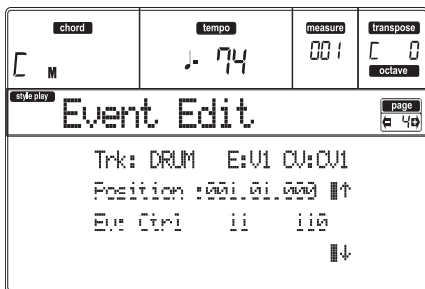 chord
tempo
measure
transpose
C M
♩- 74
001
C 0
octave
style play
Event Edit
page
40
Trk: DRUM E:V1 CV:CV1
Position :001.01.000
Ev: Ctrl 11 110